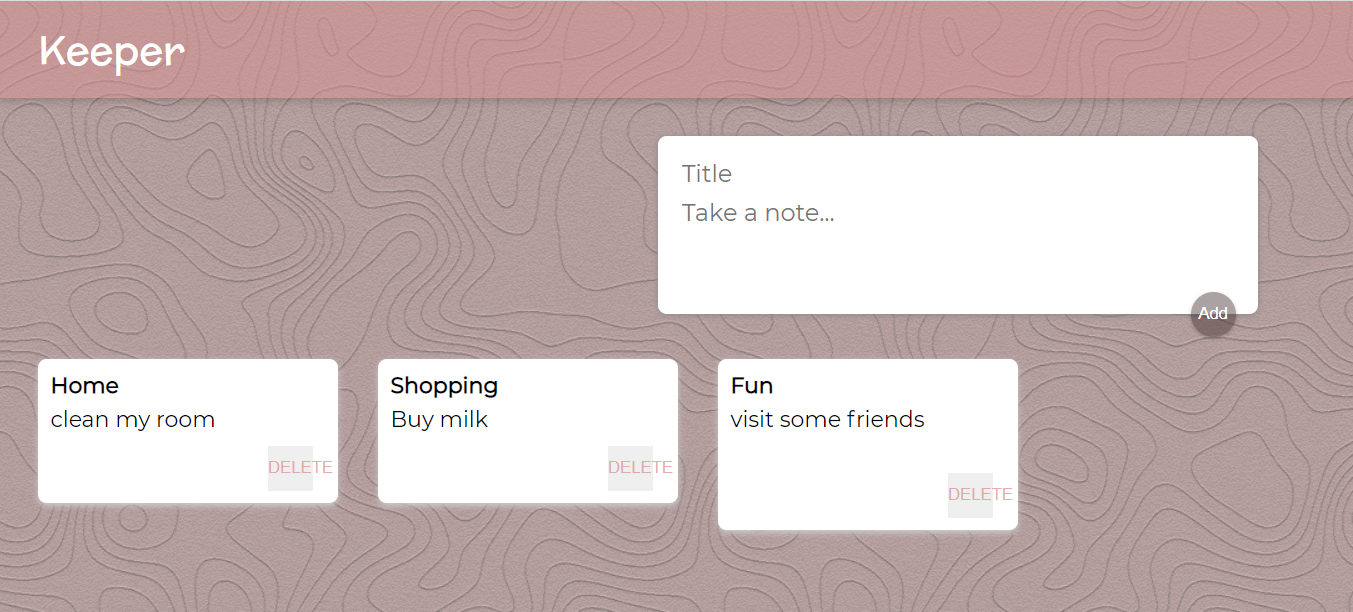 Keeper
Title
Take a note...
Add
Home
clean my room
DELETE
Shopping
Buy milk
DELETE
Fun
visit some friends
DELETE